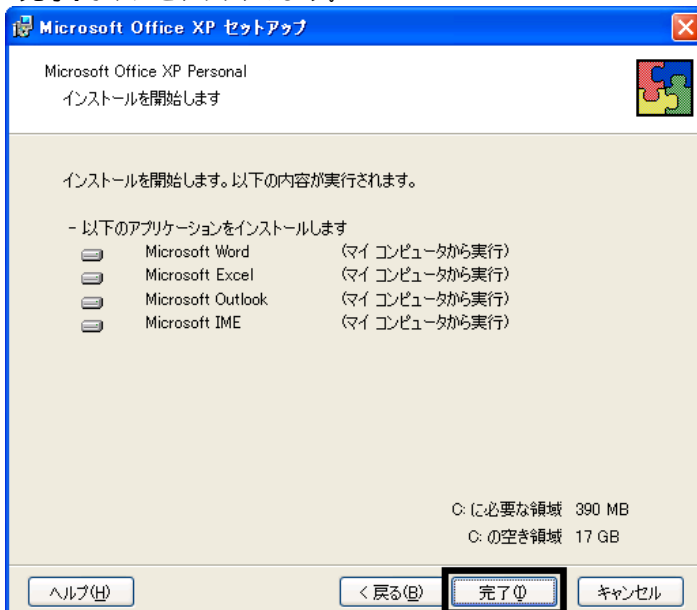 Microsoft Office XP セットアップ
Microsoft Office XP Personal
インストールを開始します
インストールを開始します。以下の内容が実行されます。
- 以下のアプリケーションをインストールします
Microsoft Word (マイ コンピュータから実行)
Microsoft Excel (マイ コンピュータから実行)
Microsoft Outlook (マイ コンピュータから実行)
Microsoft IME (マイ コンピュータから実行)
C: に必要な領域 390 MB
C: の空き領域 17 GB
ヘルプ(H) < 戻る(B) 完了(I) キャンセル